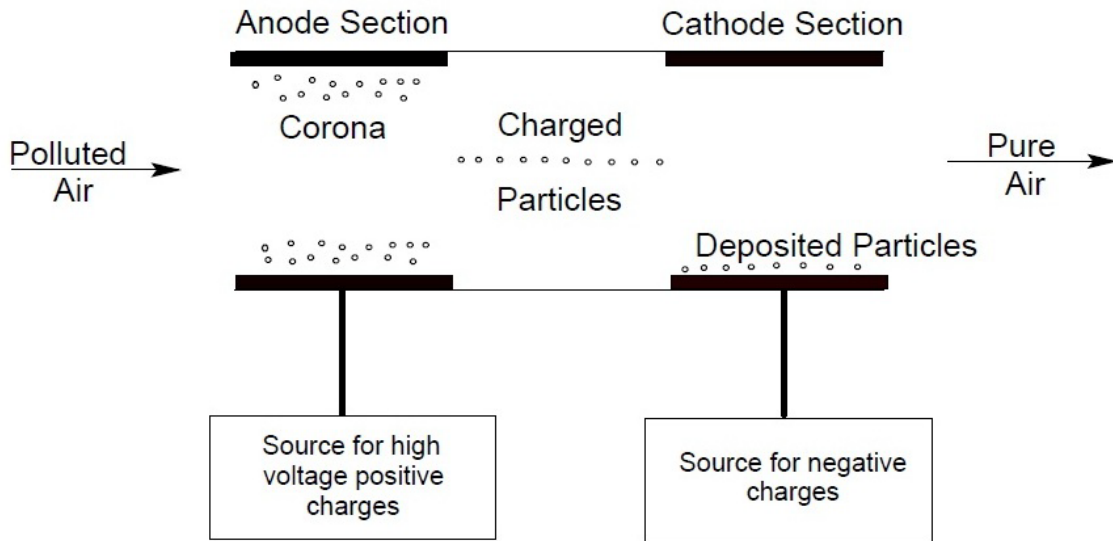 Anode Section
Cathode Section
Corona
Charged
Particles
Polluted
Air
Pure
Air
Deposited Particles
Source for high
voltage positive
charges
Source for negative
charges